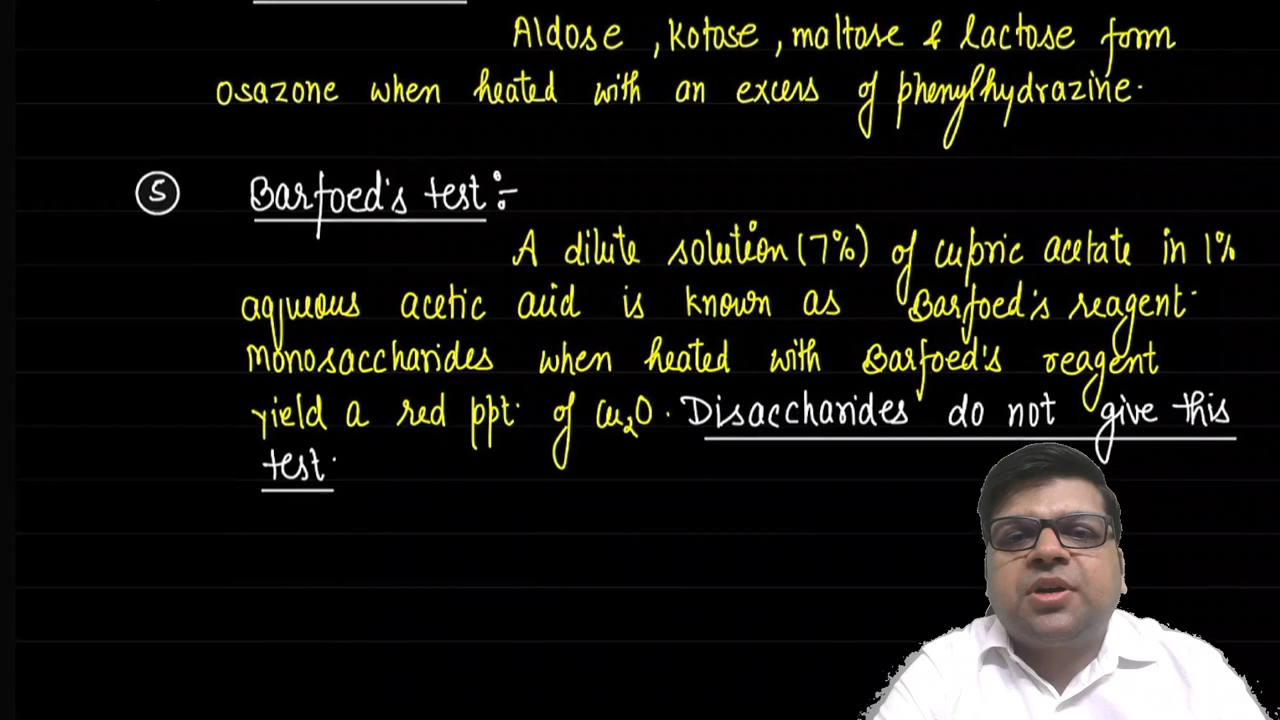 Aldose, Kotase, maltose & lactose form
osazone when heated with an excess of phenylhydrazine.
5 Barfoed's test :-
A dilute solution (7%) of cupric acetate in 1%
aqueous acetic acid is known as Barfoed's reagent.
Monosaccharides when heated with Barfoed's reagent
yield a red ppt. of Cu₂O. Disaccharides do not give this
test.